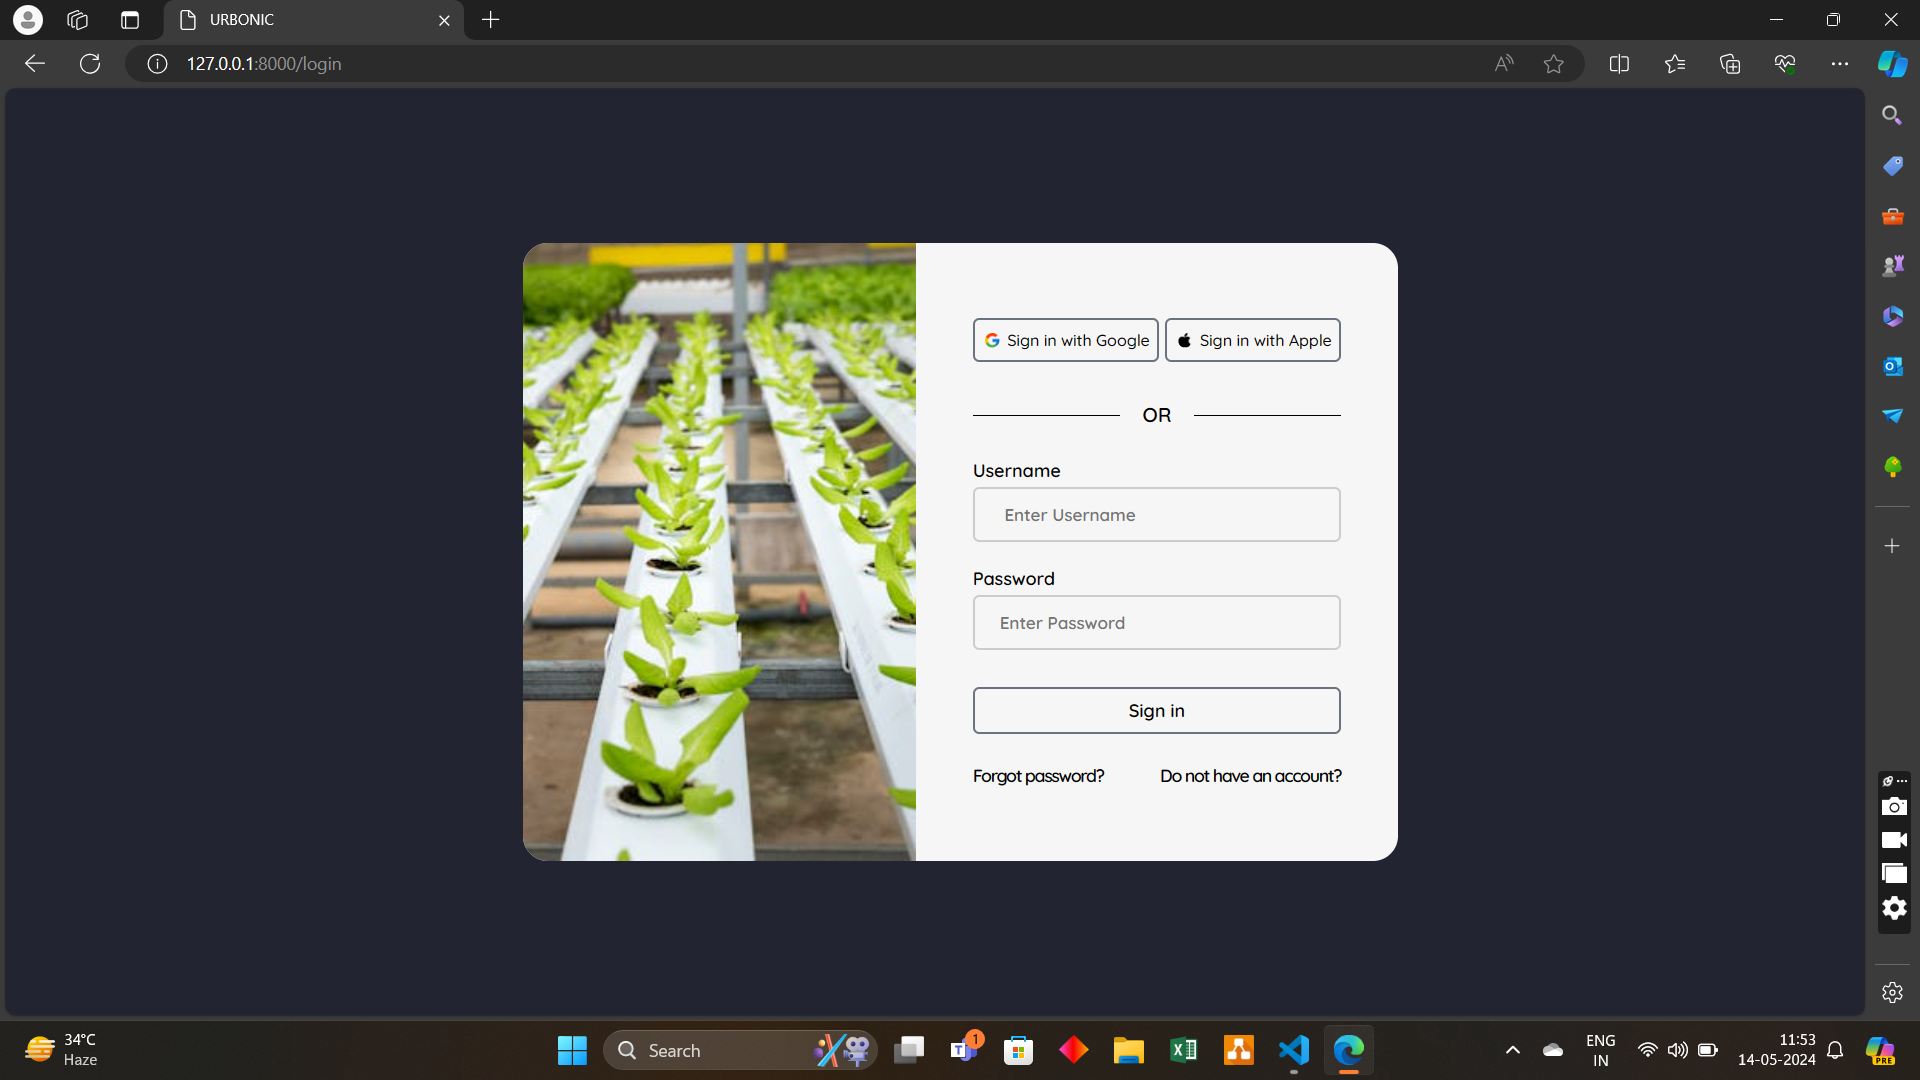 URBONIC
127.0.0.1:8000/login
Sign in with Google
Sign in with Apple
OR
Username
Enter Username
Password
Enter Password
Sign in
Forgot password?
Do not have an account?
34°C
Haze
Search
1
ENG
IN
11:53
14-05-2024
PRE